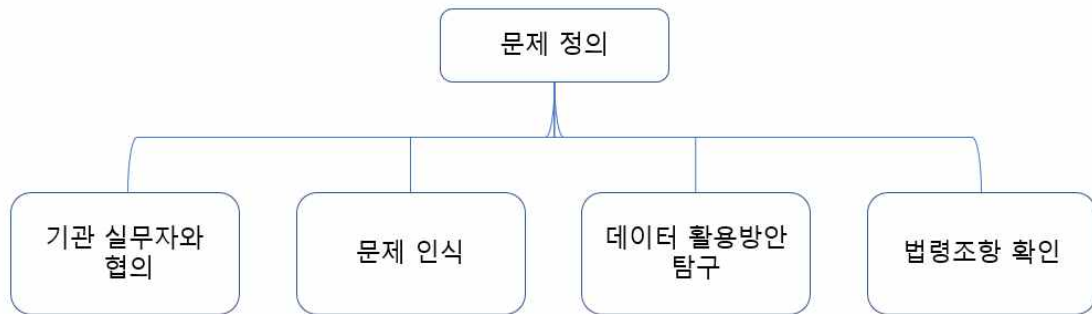 문제 정의
기관 실무자와
협의
문제 인식
데이터 활용방안
탐구
법령조항 확인